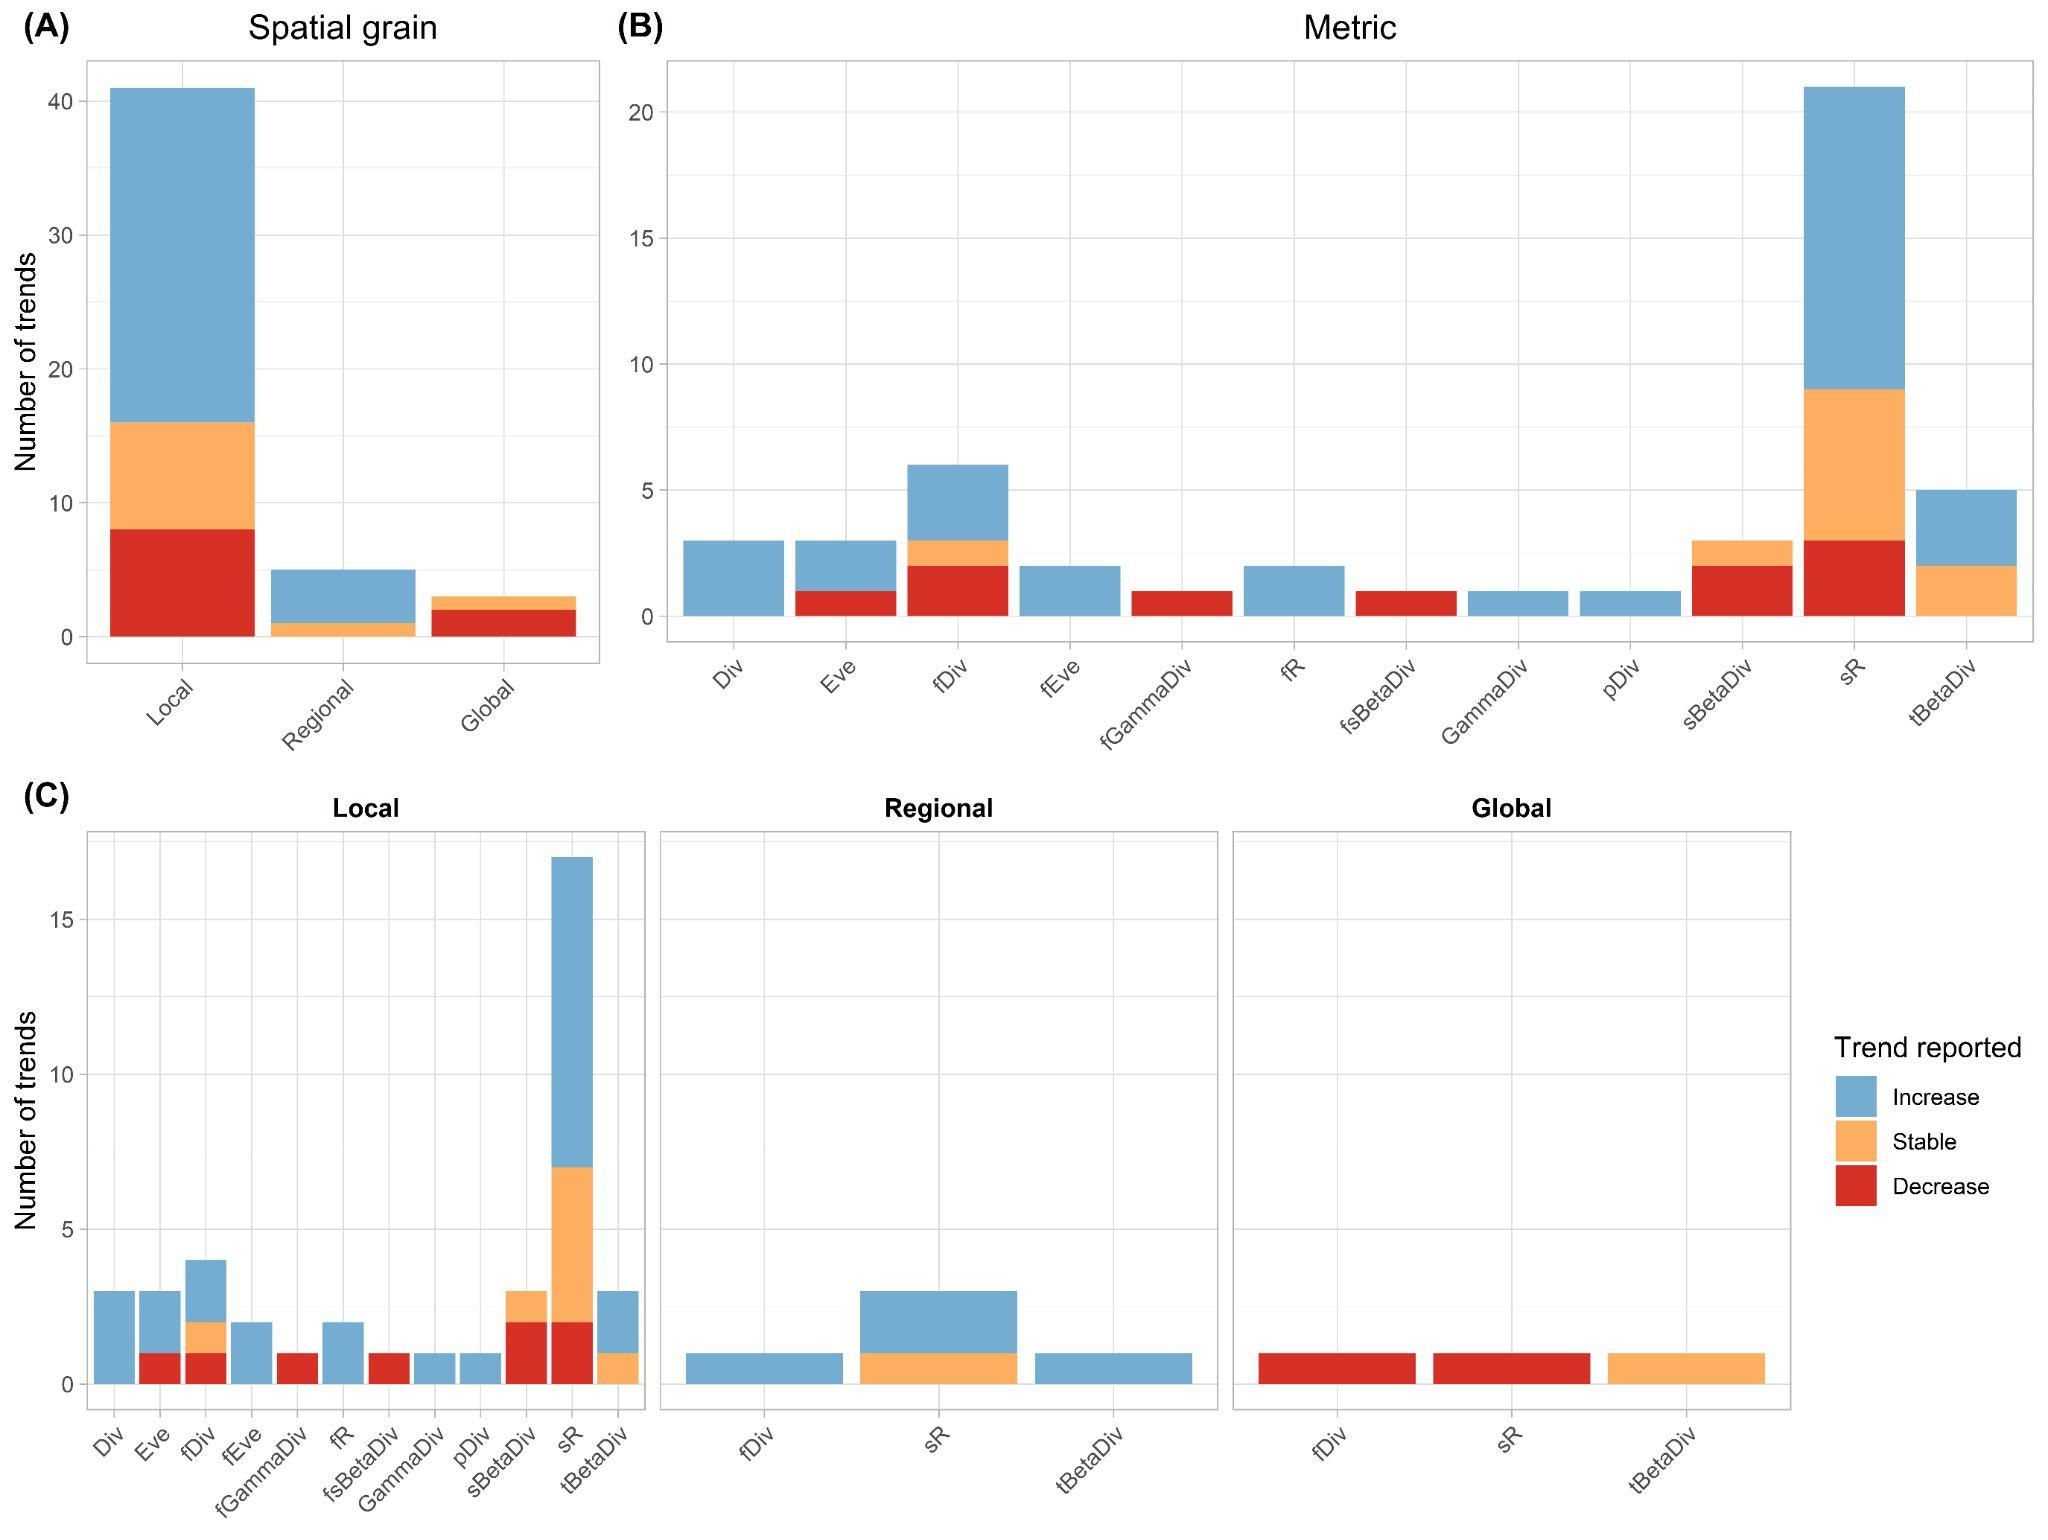 (A) Spatial grain
Number of trends
40
30
20
10
0
Local
Regional
Global
(B) Metric
20
15
10
5
0
Div
Eve
fDiv
fEve
fGammaDiv
fR
fsBetaDiv
GammaDiv
pDiv
sBetaDiv
sR
tBetaDiv
(C)
Number of trends
Local
15
10
5
0
Div
Eve
fDiv
fEve
fGammaDiv
fR
fsBetaDiv
GammaDiv
pDiv
sBetaDiv
sR
tBetaDiv
Regional
fDiv
sR
tBetaDiv
Global
fDiv
sR
tBetaDiv
Trend reported
Increase
Stable
Decrease